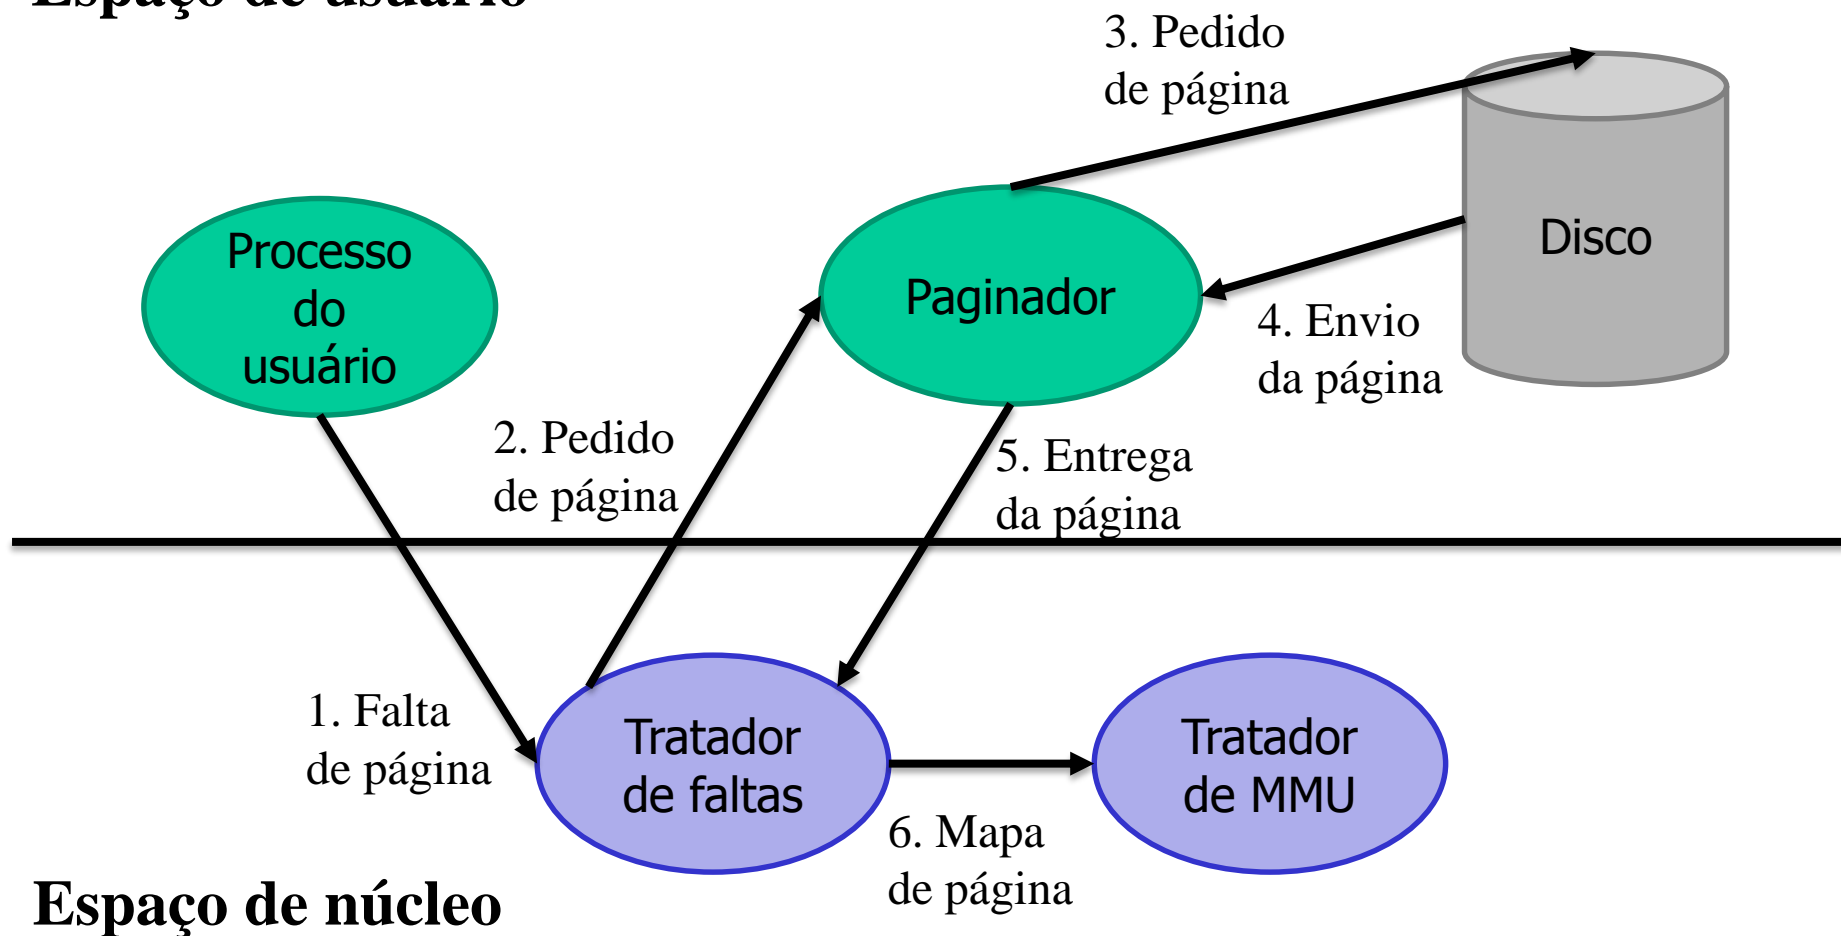 Espaço de usuário
3. Pedido
de página
Processo
do
usuário
Paginador
Disco
4. Envio
da página
2. Pedido
de página
5. Entrega
da página
1. Falta
de página
Tratador
de faltas
Tratador
de MMU
6. Mapa
de página
Espaço de núcleo